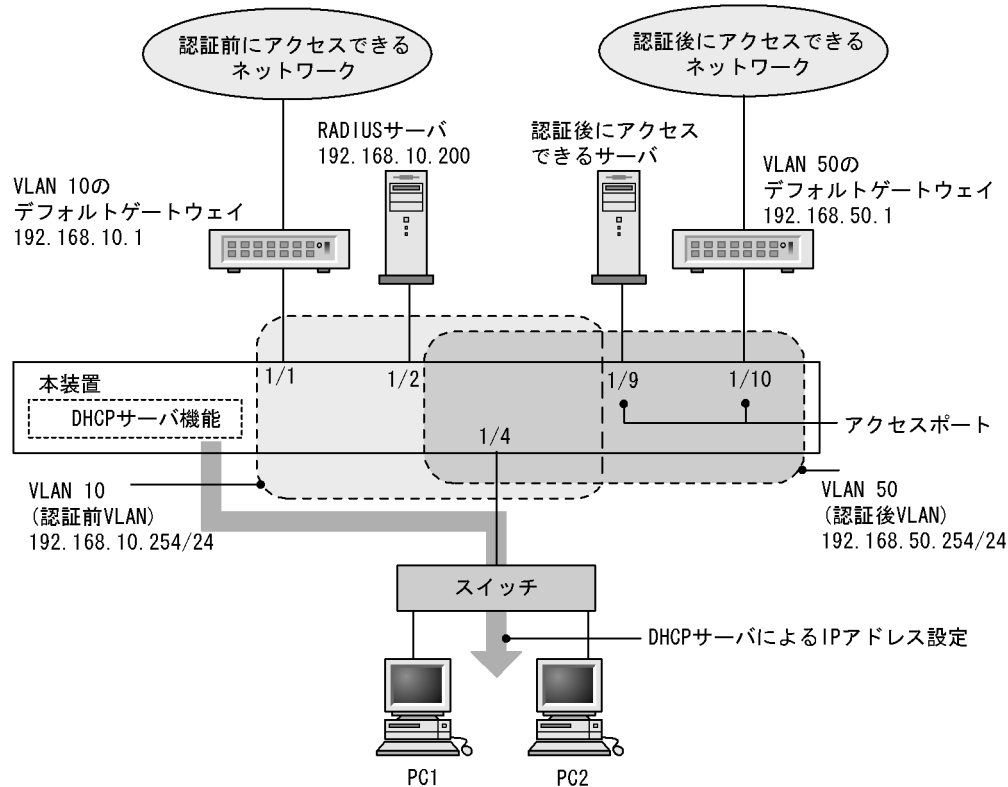 認証前にアクセスできる
ネットワーク
認証後にアクセスできる
ネットワーク
RADIUSサーバ
192.168.10.200
認証後にアクセス
できるサーバ
VLAN 10の
デフォルトゲートウェイ
192.168.10.1
VLAN 50の
デフォルトゲートウェイ
192.168.50.1
本装置
DHCPサーバ機能
1/1
1/2
1/9
1/10
1/4
アクセスポート
VLAN 10
(認証前VLAN)
192.168.10.254/24
VLAN 50
(認証後VLAN)
192.168.50.254/24
スイッチ
DHCPサーバによるIPアドレス設定
PC1
PC2